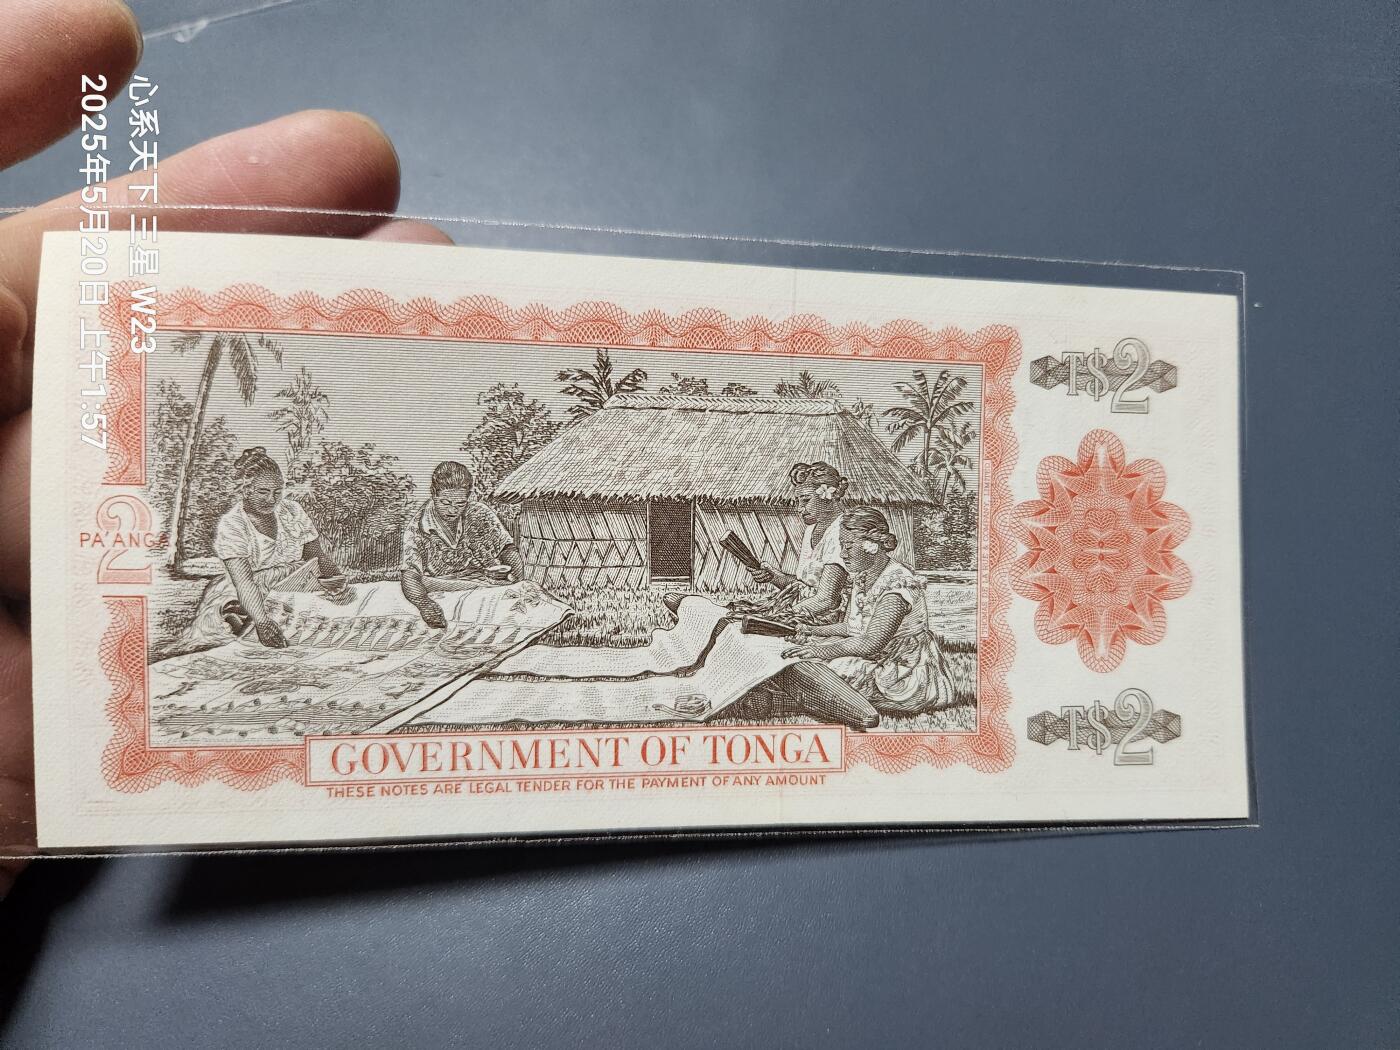 心系天下三星 W23
2025年5月20日 上午1:57
T$2
2
PA'ANGA
T$2
GOVERNMENT OF TONGA
THESE NOTES ARE LEGAL TENDER FOR THE PAYMENT OF ANY AMOUNT